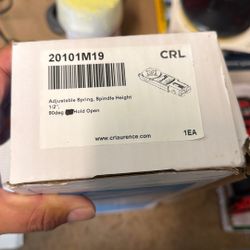 20101M19 CRL
Adjustable Spring, Spindle Height
1/2",
90deg Hold Open
www.crlaurence.com 1EA